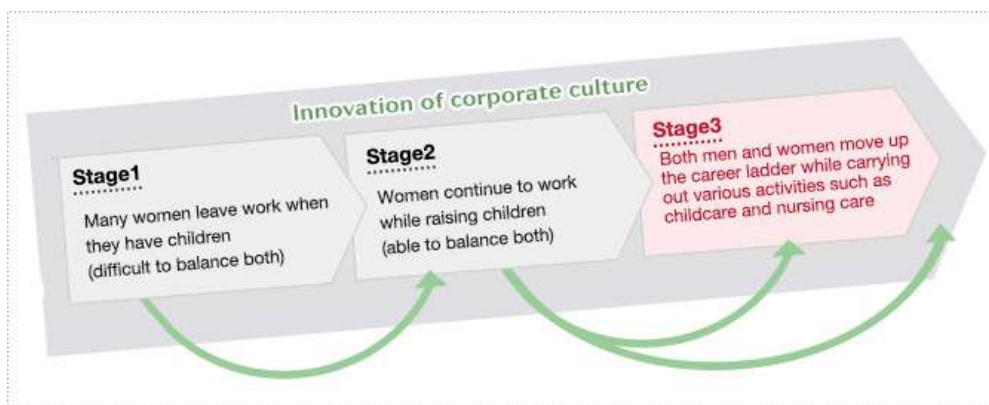 Innovation of corporate culture
Stage1
Many women leave work when
they have children
(difficult to balance both)
Stage2
Women continue to work
while raising children
(able to balance both)
Stage3
Both men and women move up
the career ladder while carrying
out various activities such as
childcare and nursing care